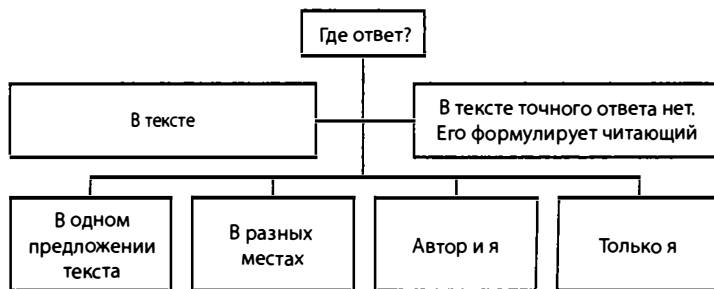 Где ответ?
В тексте
В тексте точного ответа нет.
Его формулирует читающий
В одном
предложении
текста
В разных
местах
Автор и я
Только я